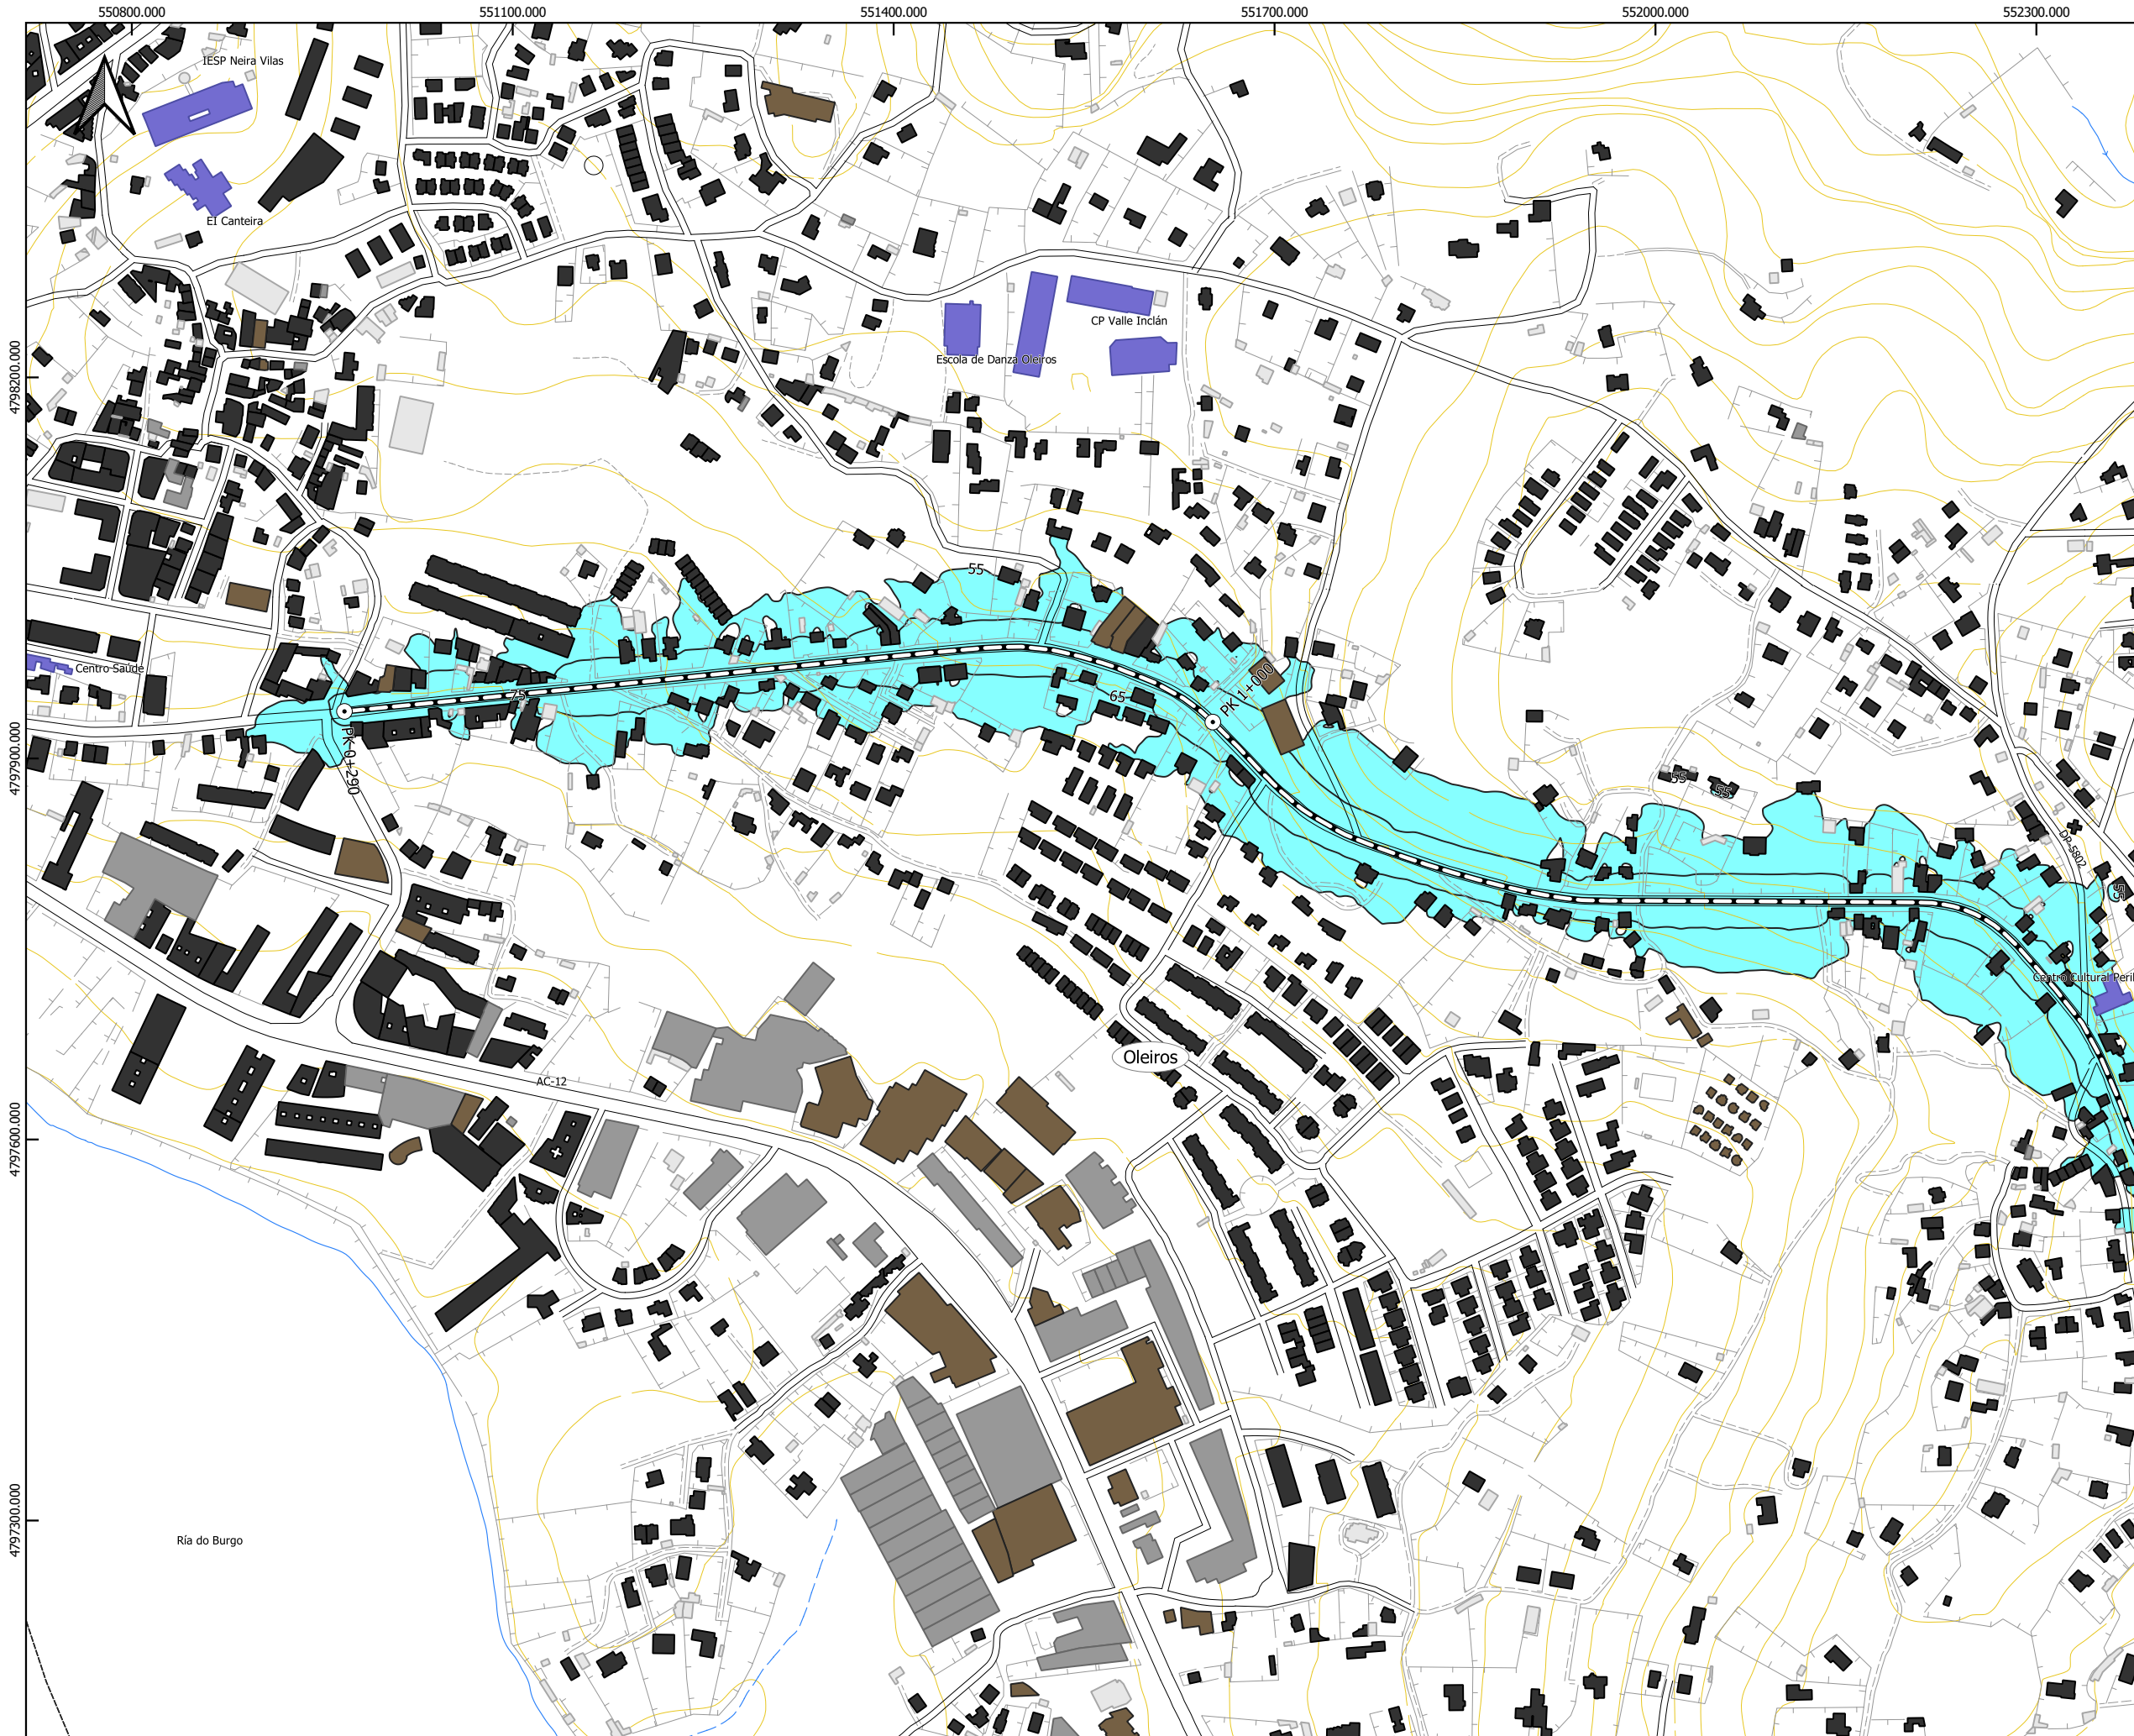 550800.000
551100.000
551400.000
551700.000
552000.000
552300.000
IESP Neira Vilas
EI Canteira
CP Valle Inclán
Escola de Danza Oleiros
4798200.000
55
Centro Saúde
75
65
PK 1+000
PK 0+290
4797900.000
55
55
DP-5802
55
Centro Cultural Peril
Oleiros
AC-12
4797600.000
4797300.000
Ría do Burgo